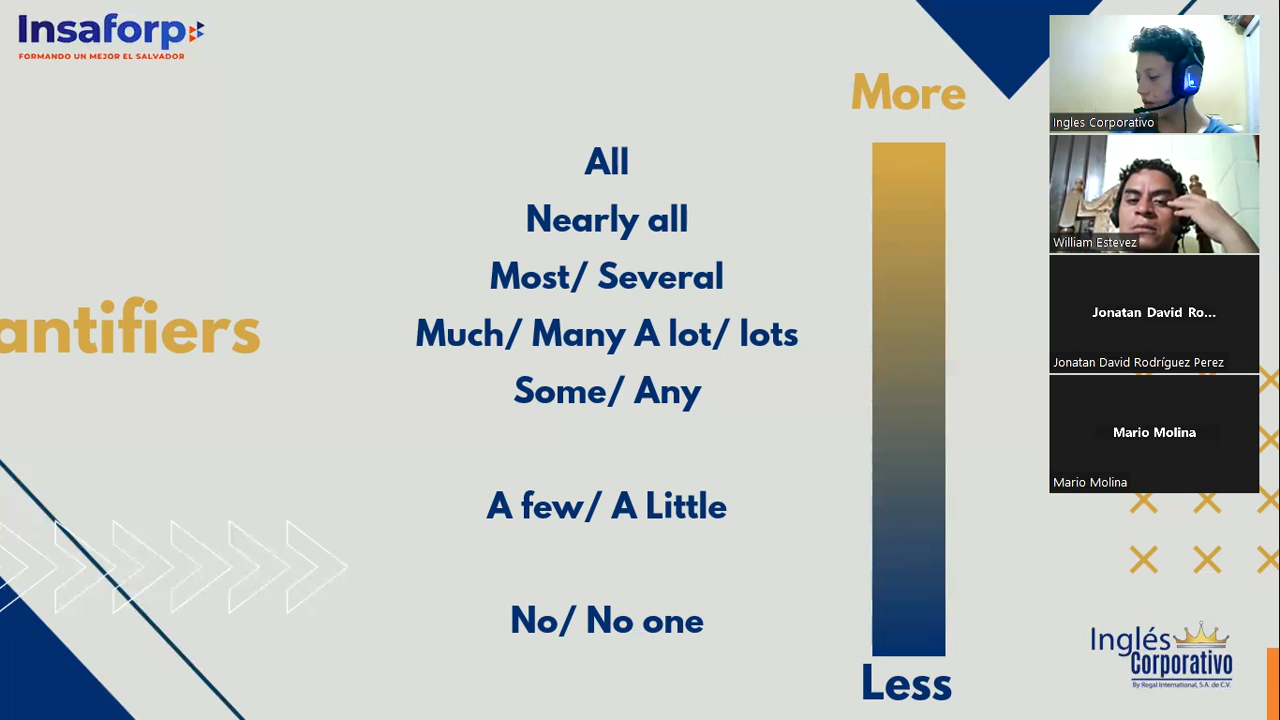 Insaforp
FORMANDO UN MEJOR EL SALVADOR
More
All
Nearly all
Most/ Several
antifiers
Much/ Many A lot/ lots
Some/ Any
A few/ A Little
No/ No one
Less
Ingles Corporativo
William Estevez
Jonatan David Ro...
Jonatan David Rodríguez Perez
Mario Molina
Mario Molina
Inglés
Corporativo
By Regal International, S.A. de C.V.